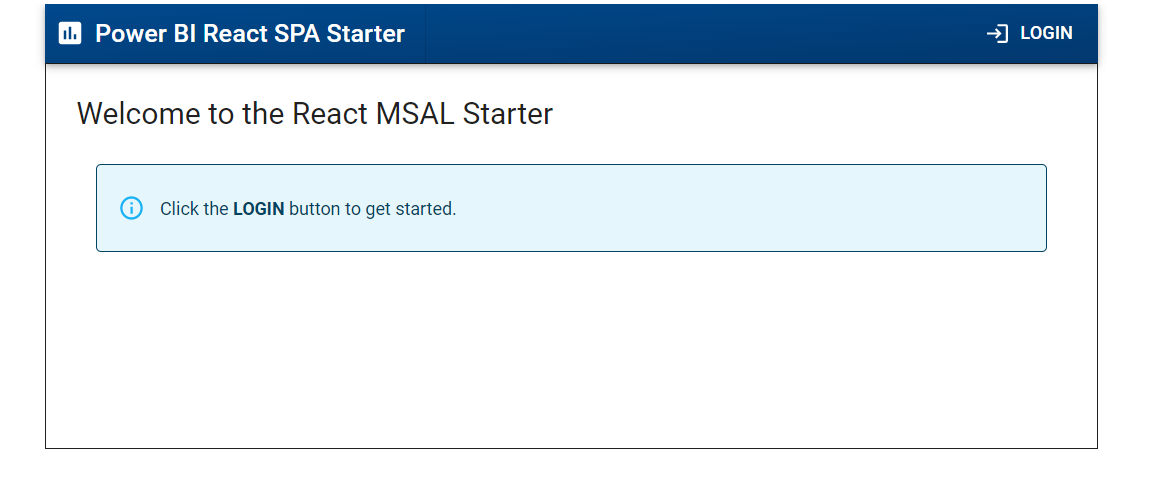 Power BI React SPA Starter
LOGIN
Welcome to the React MSAL Starter
Click the LOGIN button to get started.